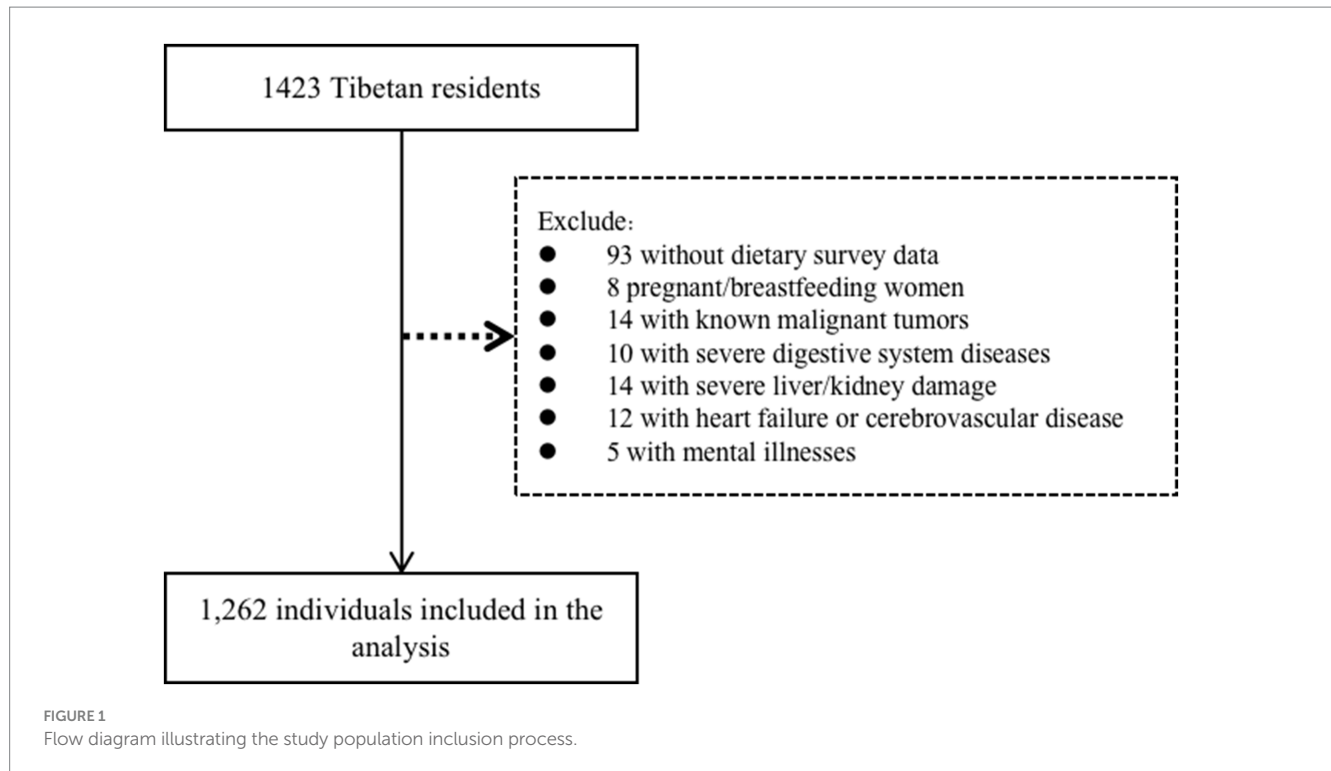 1423 Tibetan residents
Exclude:
● 93 without dietary survey data
● 8 pregnant/breastfeeding women
● 14 with known malignant tumors
● 10 with severe digestive system diseases
● 14 with severe liver/kidney damage
● 12 with heart failure or cerebrovascular disease
● 5 with mental illnesses
1,262 individuals included in the
analysis
FIGURE 1
Flow diagram illustrating the study population inclusion process.